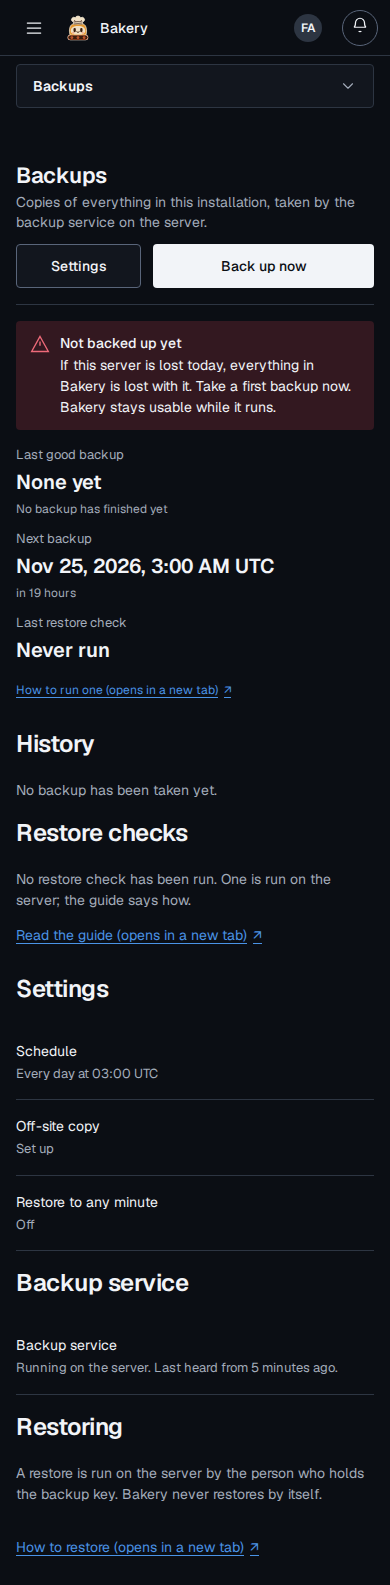 Bakery
FA
Backups
Backups
Copies of everything in this installation, taken by the
backup service on the server.
Settings
Back up now
Not backed up yet
If this server is lost today, everything in
Bakery is lost with it. Take a first backup now.
Bakery stays usable while it runs.
Last good backup
None yet
No backup has finished yet
Next backup
Nov 25, 2026, 3:00 AM UTC
in 19 hours
Last restore check
Never run
How to run one (opens in a new tab) ↗
History
No backup has been taken yet.
Restore checks
No restore check has been run. One is run on the
server; the guide says how.
Read the guide (opens in a new tab) ↗
Settings
Schedule
Every day at 03:00 UTC
Off-site copy
Set up
Restore to any minute
Off
Backup service
Backup service
Running on the server. Last heard from 5 minutes ago.
Restoring
A restore is run on the server by the person who holds
the backup key. Bakery never restores by itself.
How to restore (opens in a new tab) ↗